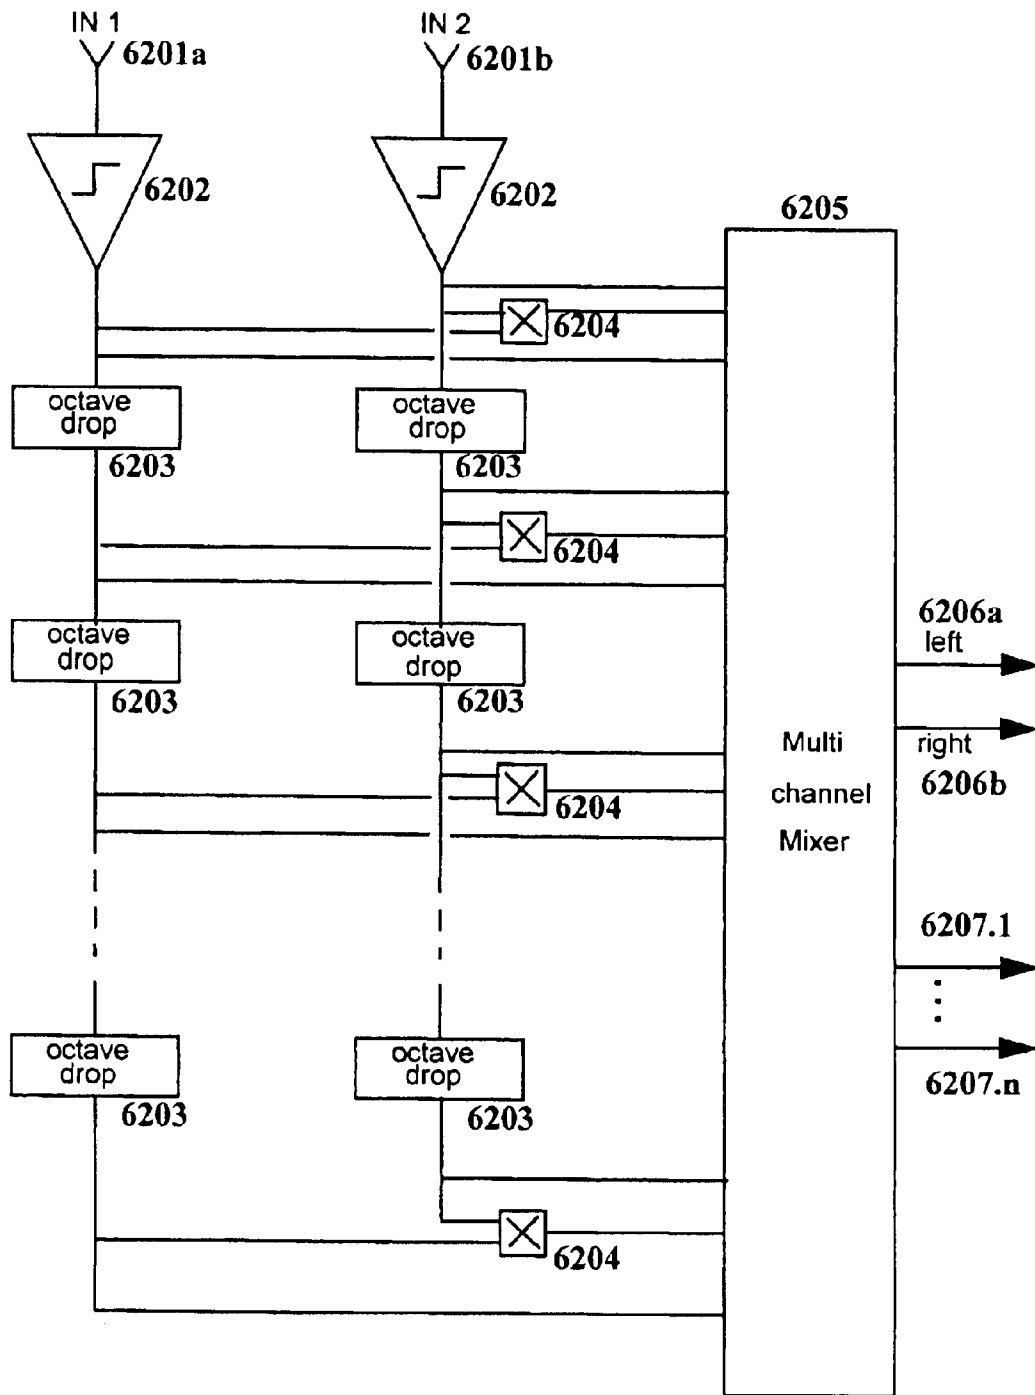 IN 1
6201a
IN 2
6201b
6202
6202
6205
6204
octave
drop
6203
octave
drop
6203
6204
octave
drop
6203
octave
drop
6203
6206a
left
right
6206b
Multi
channel
Mixer
6204
6207.1
6207.n
octave
drop
6203
octave
drop
6203
6204